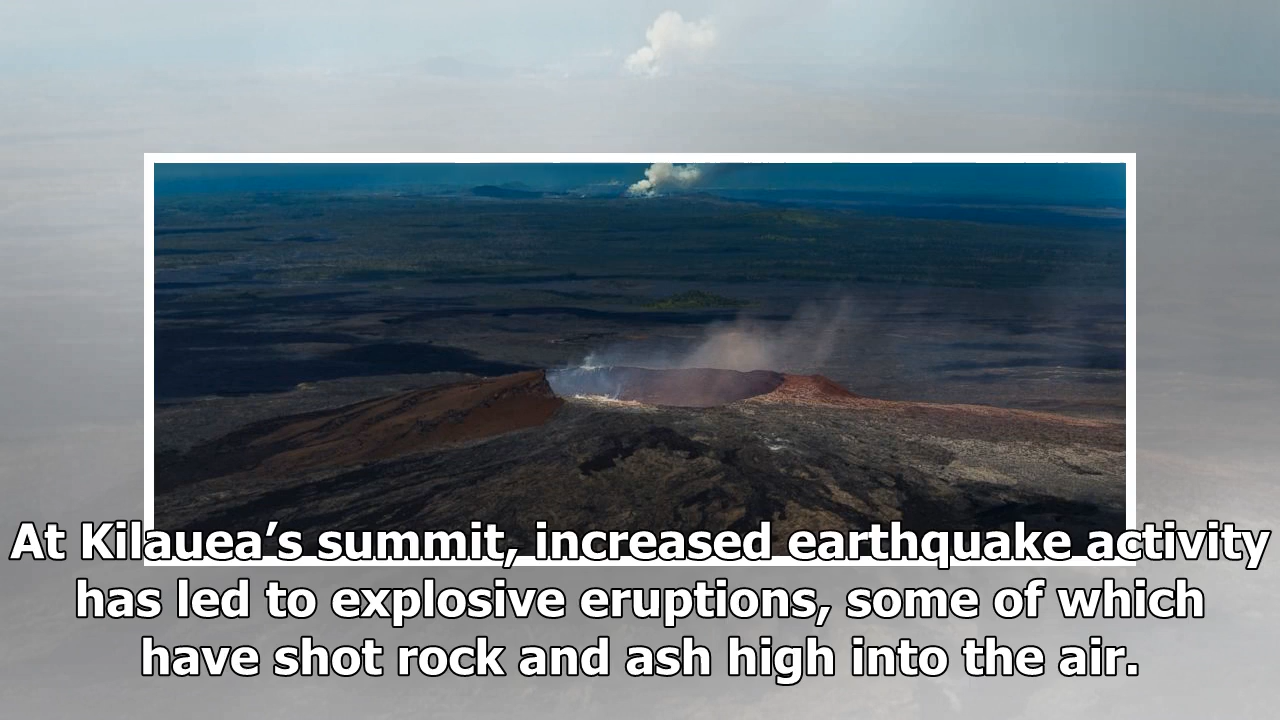 At Kilauea’s summit, increased earthquake activity
has led to explosive eruptions, some of which
have shot rock and ash high into the air.